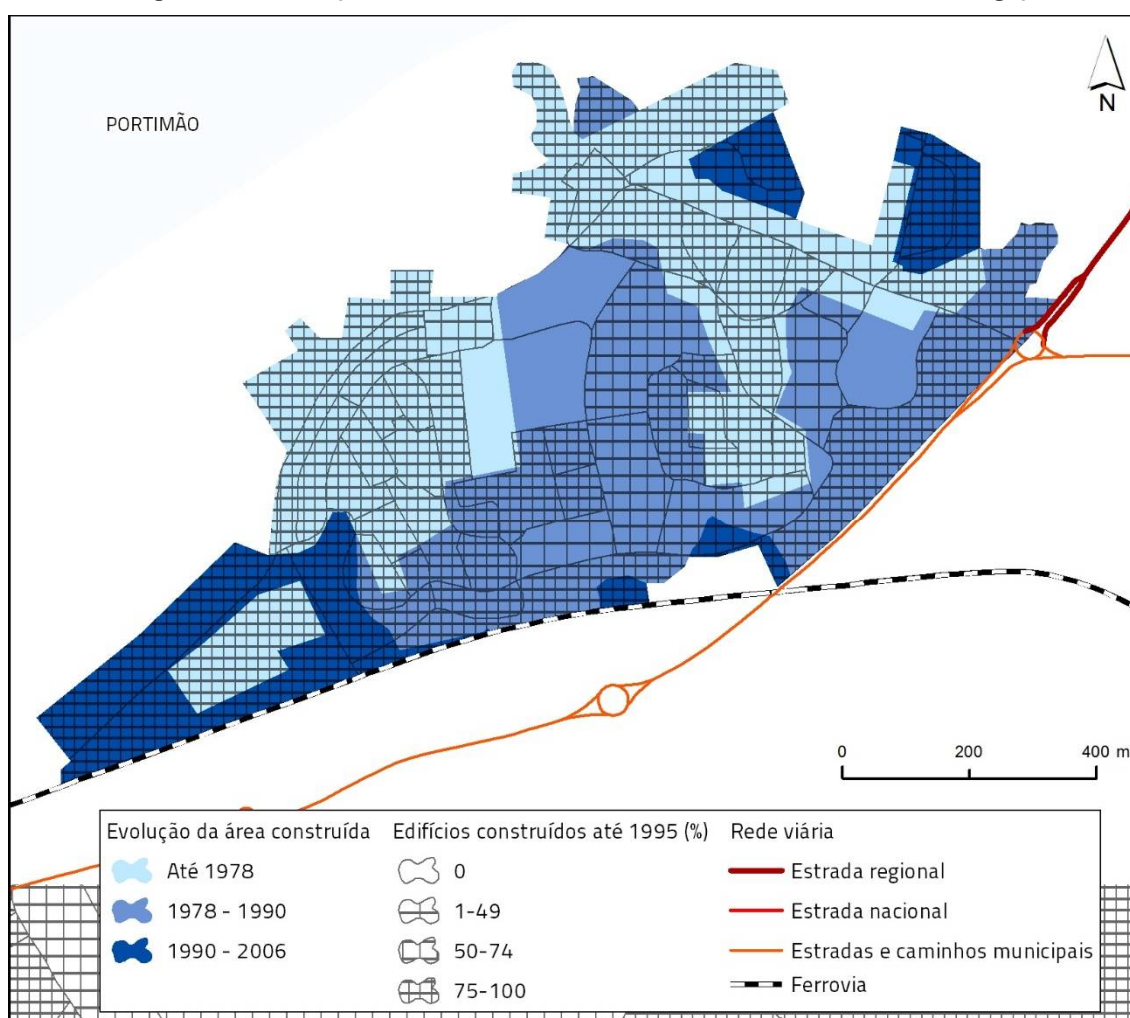 PORTIMÃO
N
0 200 400 m
Evolução da área construída
Até 1978
1978 - 1990
1990 - 2006
Edifícios construídos até 1995 (%)
0
1-49
50-74
75-100
Rede viária
Estrada regional
Estrada nacional
Estradas e caminhos municipais
Ferrovia